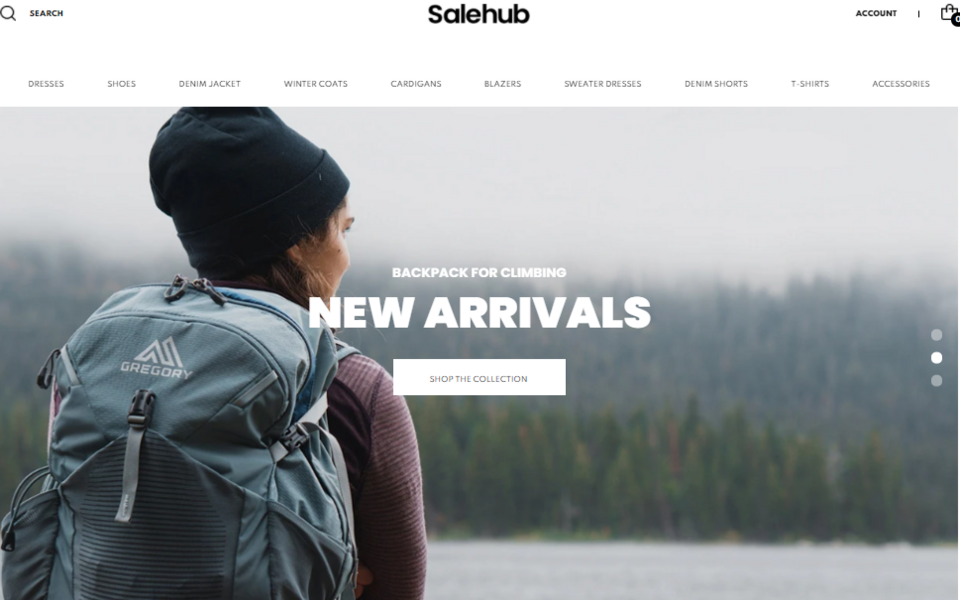 SEARCH
Salehub
ACCOUNT
0
DRESSES SHOES DENIM JACKET WINTER COATS CARDIGANS BLAZERS SWEATER DRESSES DENIM SHORTS T-SHIRTS ACCESSORIES
BACKPACK FOR CLIMBING
NEW ARRIVALS
SHOP THE COLLECTION
GREGORY